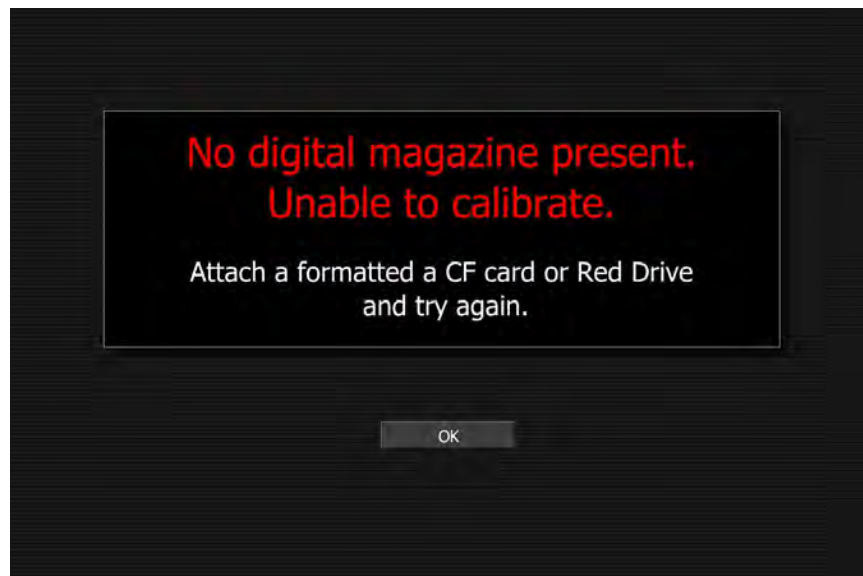 No digital magazine present.
Unable to calibrate.
Attach a formatted a CF card or Red Drive
and try again.
OK